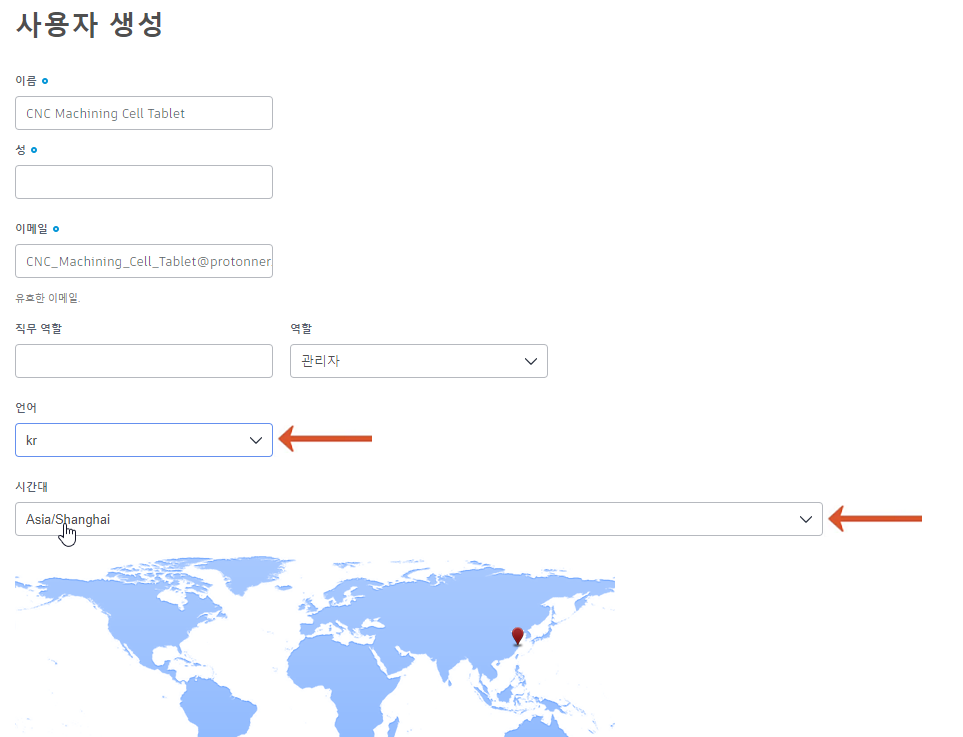 사용자 생성
이름
CNC Machining Cell Tablet
성
이메일
CNC_Machining_Cell_Tablet@protonner
유효한 이메일.
직무 역할
역할
관리자
언어
kr
시간대
Asia/Shanghai